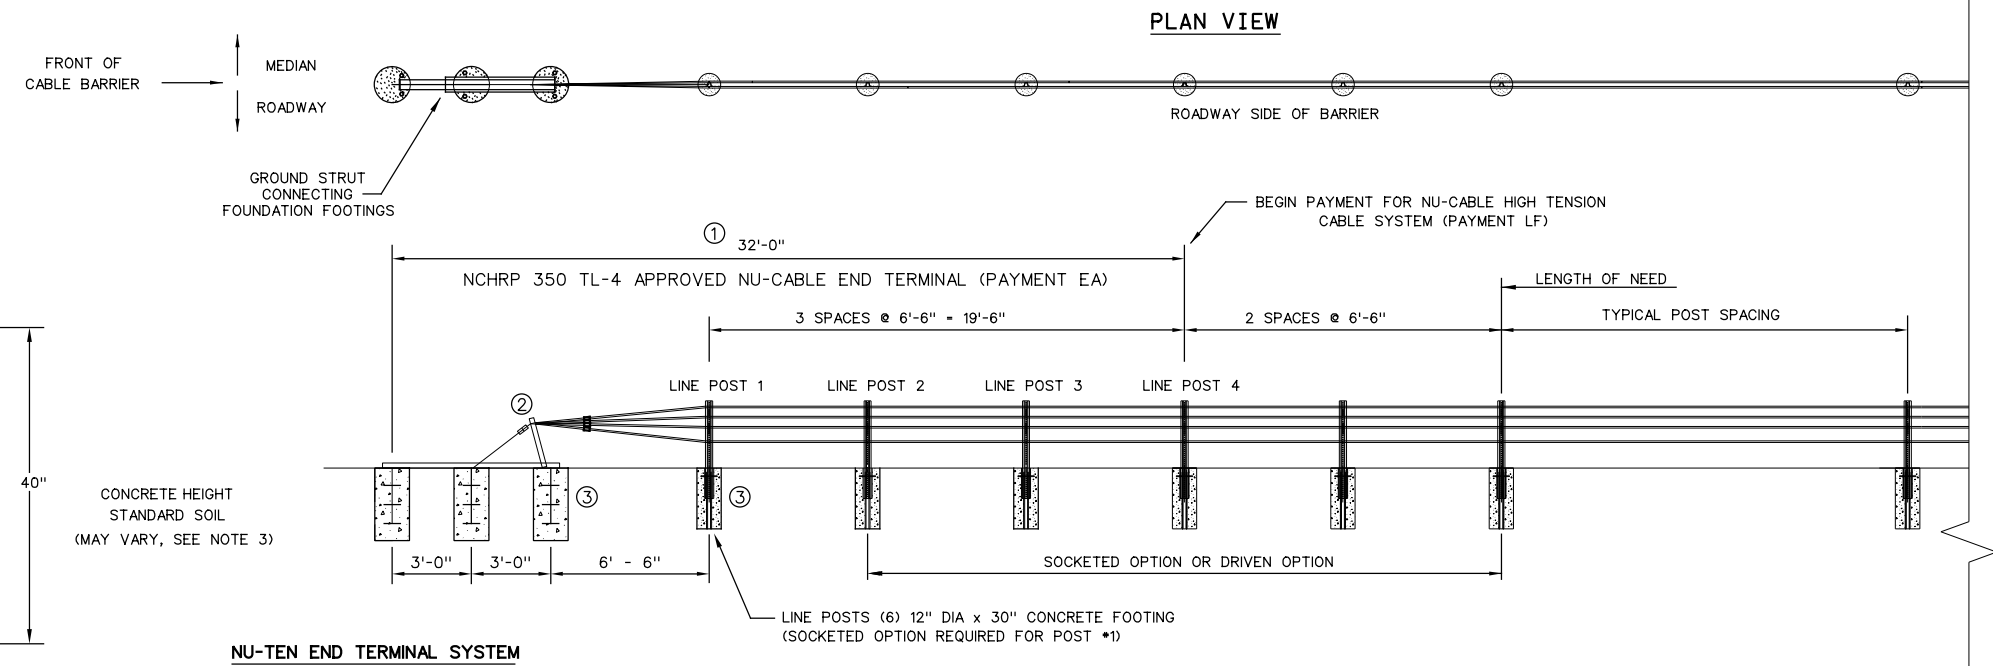 PLAN VIEW
FRONT OF
CABLE BARRIER
MEDIAN
ROADWAY
ROADWAY SIDE OF BARRIER
GROUND STRUT
CONNECTING
FOUNDATION FOOTINGS
BEGIN PAYMENT FOR NU-CABLE HIGH TENSION
CABLE SYSTEM (PAYMENT LF)
1
32'-0"
NCHRP 350 TL-4 APPROVED NU-CABLE END TERMINAL (PAYMENT EA)
LENGTH OF NEED
3 SPACES @ 6'-6" = 19'-6"
2 SPACES @ 6'-6"
TYPICAL POST SPACING
LINE POST 1
LINE POST 2
LINE POST 3
LINE POST 4
2
40"
CONCRETE HEIGHT
STANDARD SOIL
(MAY VARY, SEE NOTE 3)
3
3
3'-0"
3'-0"
6' - 6"
SOCKETED OPTION OR DRIVEN OPTION
LINE POSTS (6) 12" DIA x 30" CONCRETE FOOTING
(SOCKETED OPTION REQUIRED FOR POST #1)
NU-TEN END TERMINAL SYSTEM